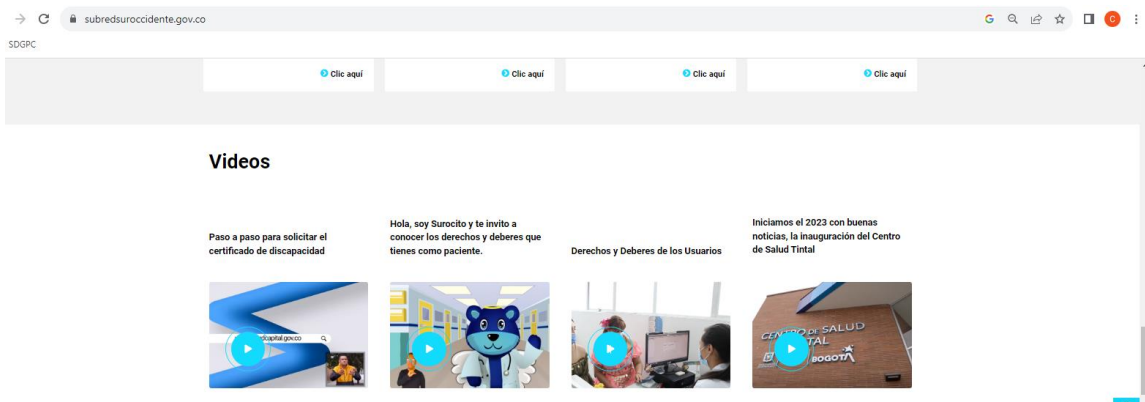 subredsuroccidente.gov.co
SDGPC
Clic aquí
Clic aquí
Clic aquí
Clic aquí
Videos
Paso a paso para solicitar el
certificado de discapacidad
Hola, soy Surocito y te invito a
conocer los derechos y deberes que
tienes como paciente.
Derechos y Deberes de los Usuarios
Iniciamos el 2023 con buenas
noticias, la inauguración del Centro
de Salud Tintal
dcapital.gov.co
CENTRO DE SALUD
TAL
BOGOTÁ